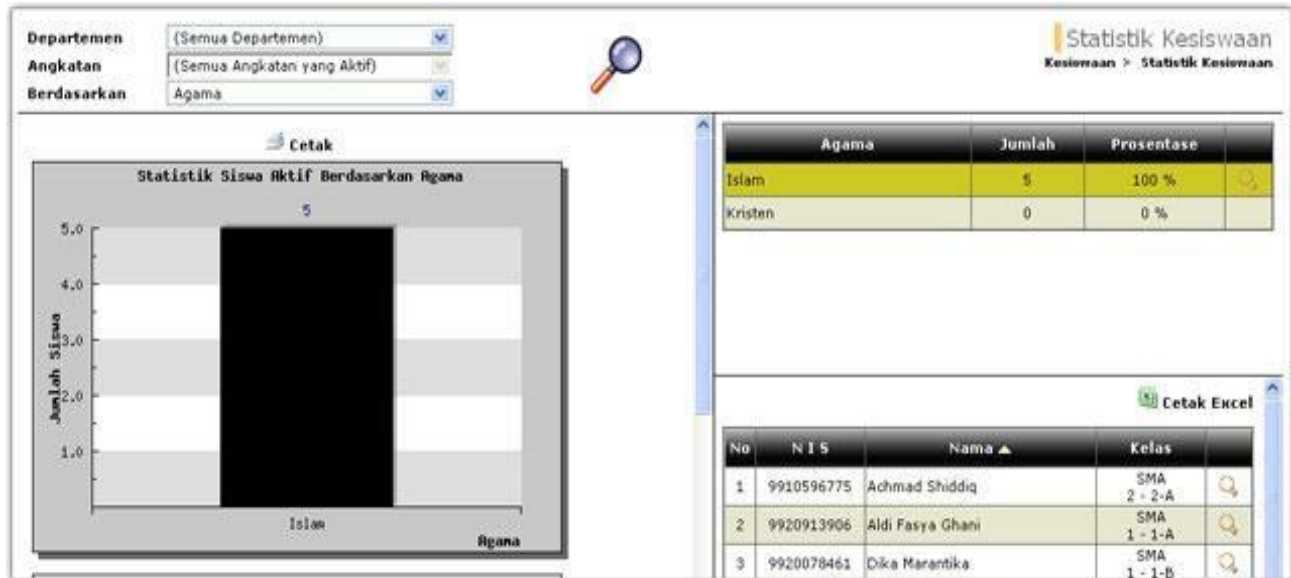 Departemen (Semua Departemen)
Angkatan (Semua Angkatan yang Aktif)
Berdasarkan Agama
Statistik Kesiswaan
Kesiswaan > Statistik Kesiswaan
Cetak
Statistik Siswa Aktif Berdasarkan Agama
5
5.0
4.0
3.0
2.0
1.0
Jumlah Siswa
Islam
Agama
Agama Jumlah Prosentase
Islam 5 100 %
Kristen 0 0 %
Cetak Excel
No N I S Nama Kelas
1 9910596775 Achmad Shiddiq SMA 2 - 2-A
2 9920913906 Aldi Fasya Ghani SMA 1 - 1-A
3 9920078461 Dika Marantika SMA 1 - 1-B